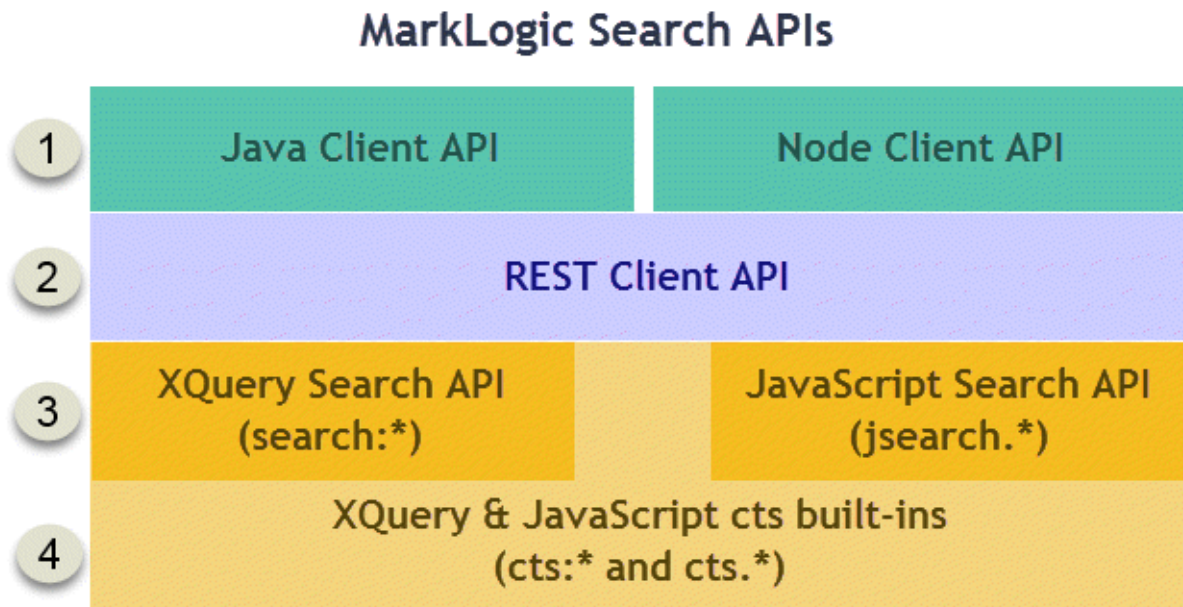 MarkLogic Search APIs
1
Java Client API
Node Client API
2
REST Client API
3
XQuery Search API
(search:*)
JavaScript Search API
(jsearch.*)
4
XQuery & JavaScript cts built-ins
(cts:* and cts.*)